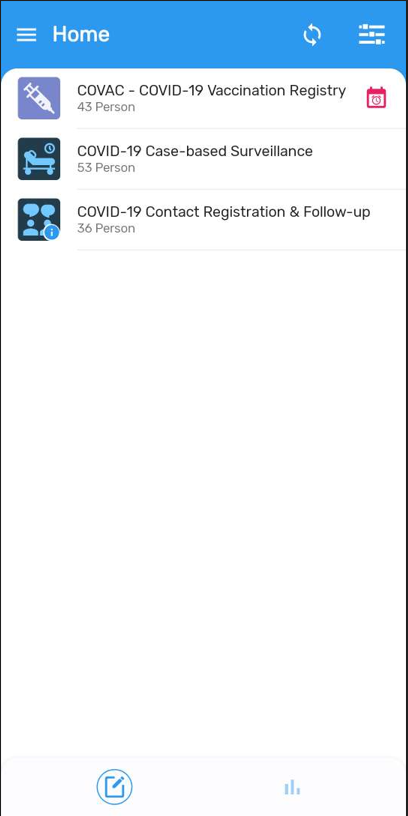 Home
COVAC - COVID-19 Vaccination Registry
43 Person
COVID-19 Case-based Surveillance
53 Person
COVID-19 Contact Registration & Follow-up
36 Person